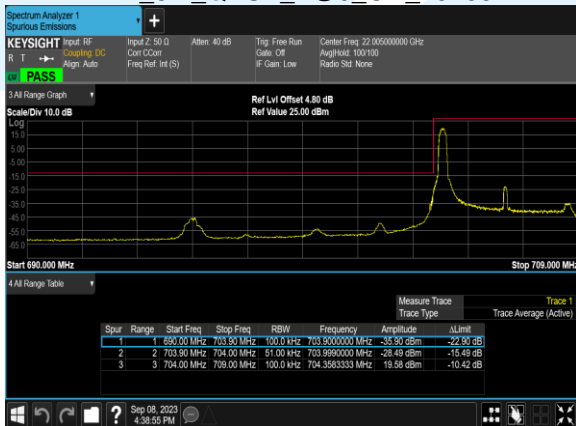 Spectrum Analyzer 1
Spurious Emissions
KEYSIGHT Input: RF Input Z: 50 Ω Atten: 40 dB Trig: Free Run Center Freq: 22.005000000 GHz
R T Coupling: DC Corr CCorr Gate: Off Avg|Hold: 100/100
Align: Auto Freq Ref: Int (S) IF Gain: Low Radio Std: None
PASS
3 All Range Graph
Ref Lvl Offset 4.80 dB
Scale/Div 10.0 dB Ref Value 25.00 dBm
Log
15.0
5.00
-5.00
-15.0
-25.0
-35.0
-45.0
-55.0
-65.0
Start 690.000 MHz Stop 709.000 MHz
4 All Range Table
Measure Trace Trace 1
Trace Type Trace Average (Active)
Spur Range Start Freq Stop Freq RBW Frequency Amplitude ΔLimit
1 1 690.00 MHz 703.90 MHz 100.0 kHz 703.9000000 MHz -35.90 dBm -22.90 dB
2 2 703.90 MHz 704.00 MHz 51.00 kHz 703.9990000 MHz -28.49 dBm -15.49 dB
3 3 704.00 MHz 709.00 MHz 100.0 kHz 704.3583333 MHz 19.58 dBm -10.42 dB
? Sep 08, 2023
4:38:55 PM